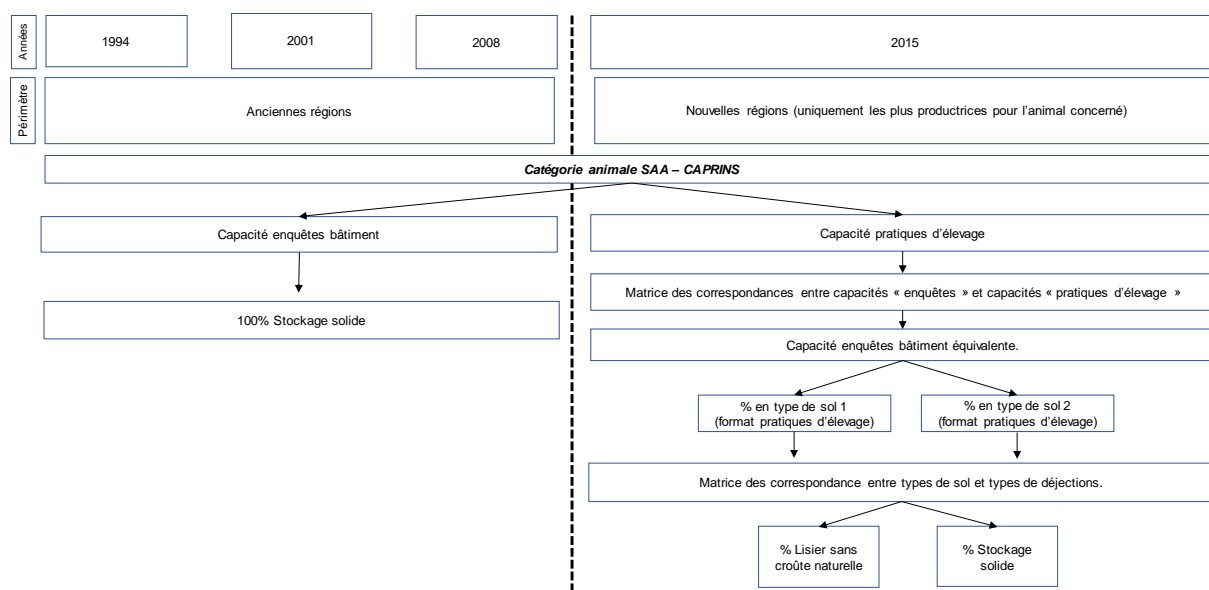 Années
1994
2001
2008
2015
Périmètre
Anciennes régions
Nouvelles régions (uniquement les plus productrices pour l'animal concerné)
Catégorie animale SAA – CAPRINS
Capacité enquêtes bâtiment
100% Stockage solide
Capacité pratiques d'élevage
Matrice des correspondances entre capacités « enquêtes » et capacités « pratiques d'élevage »
Capacité enquêtes bâtiment équivalente.
% en type de sol 1
(format pratiques d'élevage)
% en type de sol 2
(format pratiques d'élevage)
Matrice des correspondance entre types de sol et types de déjections.
% Lisier sans
croûte naturelle
% Stockage
solide